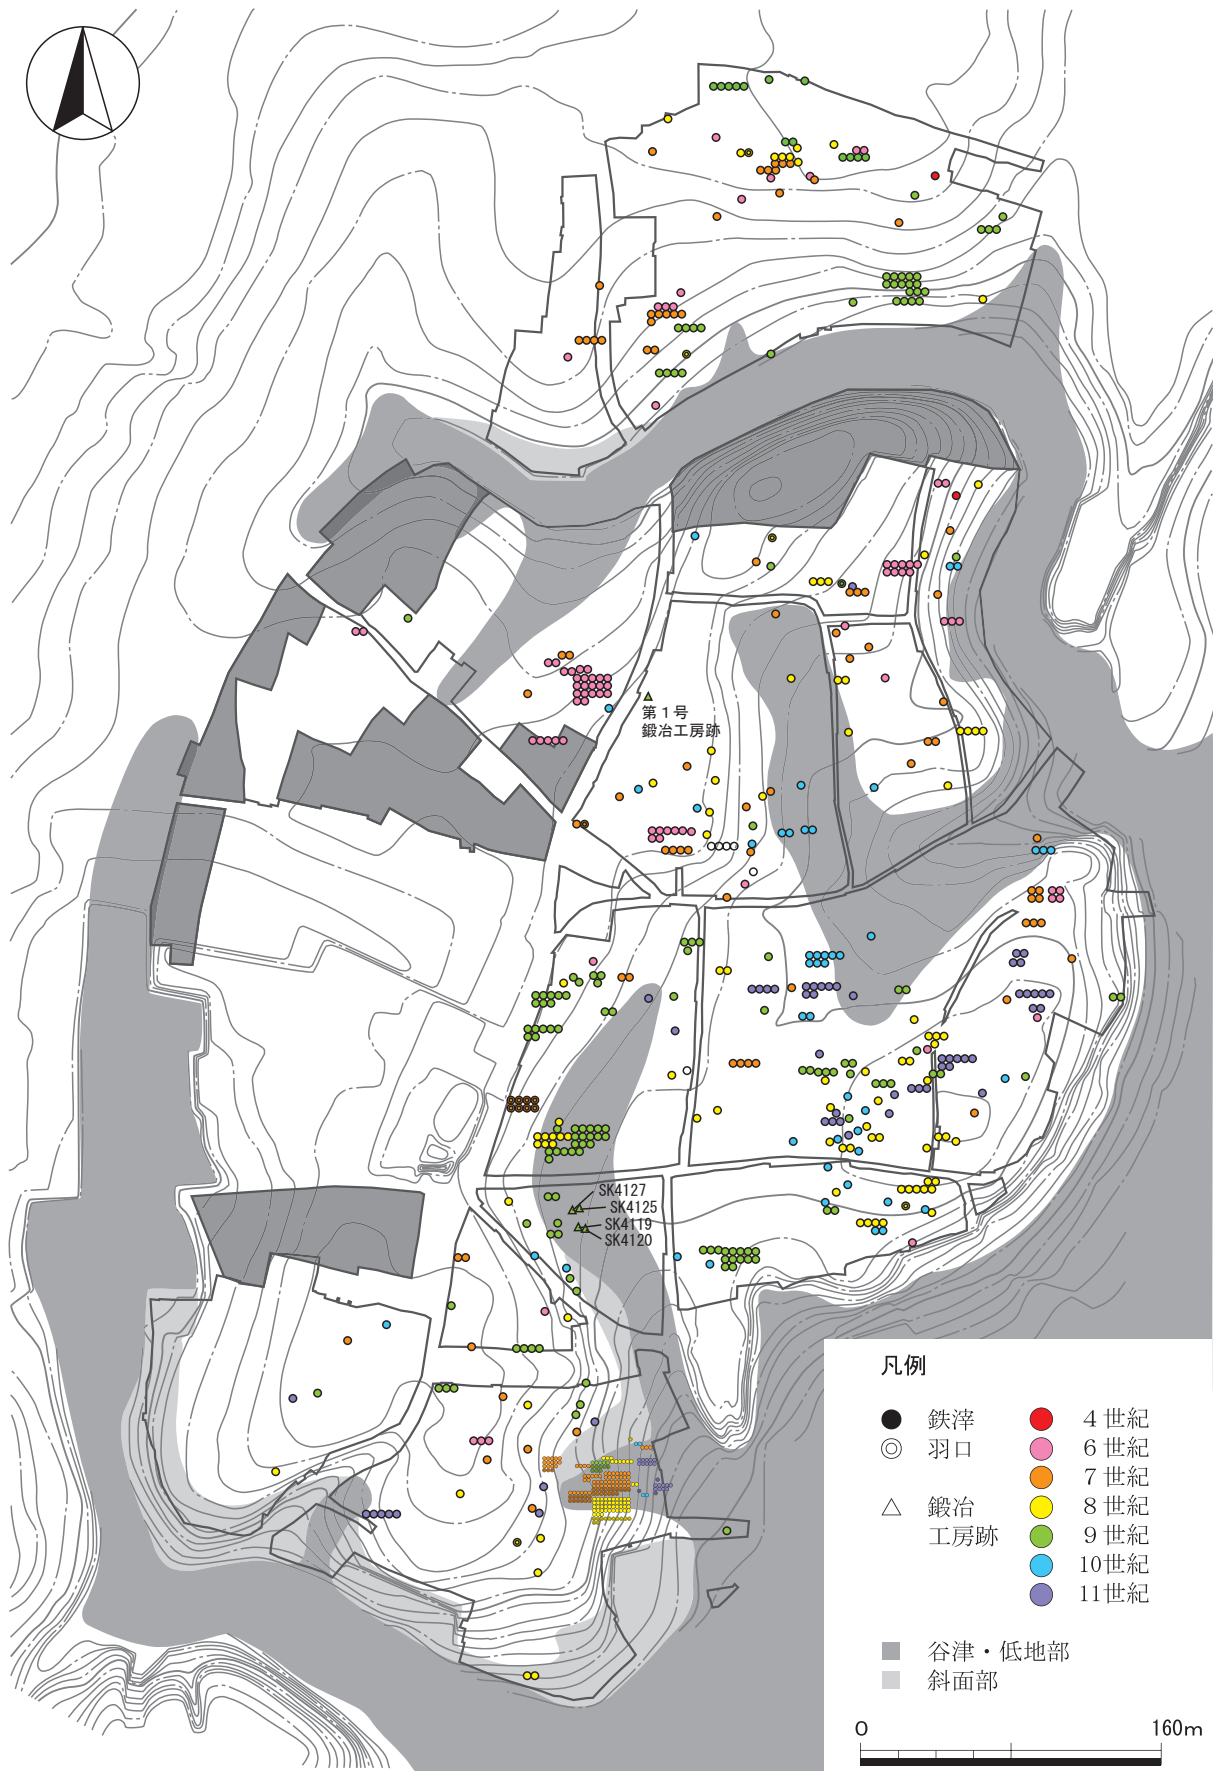 第1号
鍛冶工房跡
SK4127
SK4125
SK4119
SK4120
凡例
鉄滓
羽口
鍛冶
工房跡
4世紀
6世紀
7世紀
8世紀
9世紀
10世紀
11世紀
谷津・低地部
斜面部
0 160m